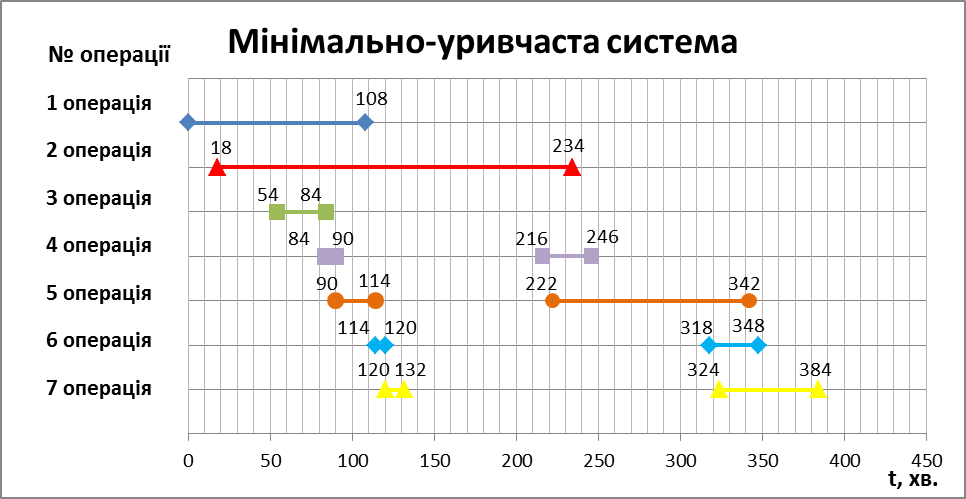 Мінімально-уривчаста система
№ операції
1 операція
108
2 операція
18 234
3 операція
54 84
4 операція
84 90 216 246
5 операція
90 114 222 342
6 операція
114 120 318 348
7 операція
120 132 324 384
0 50 100 150 200 250 300 350 400 450
t, хв.